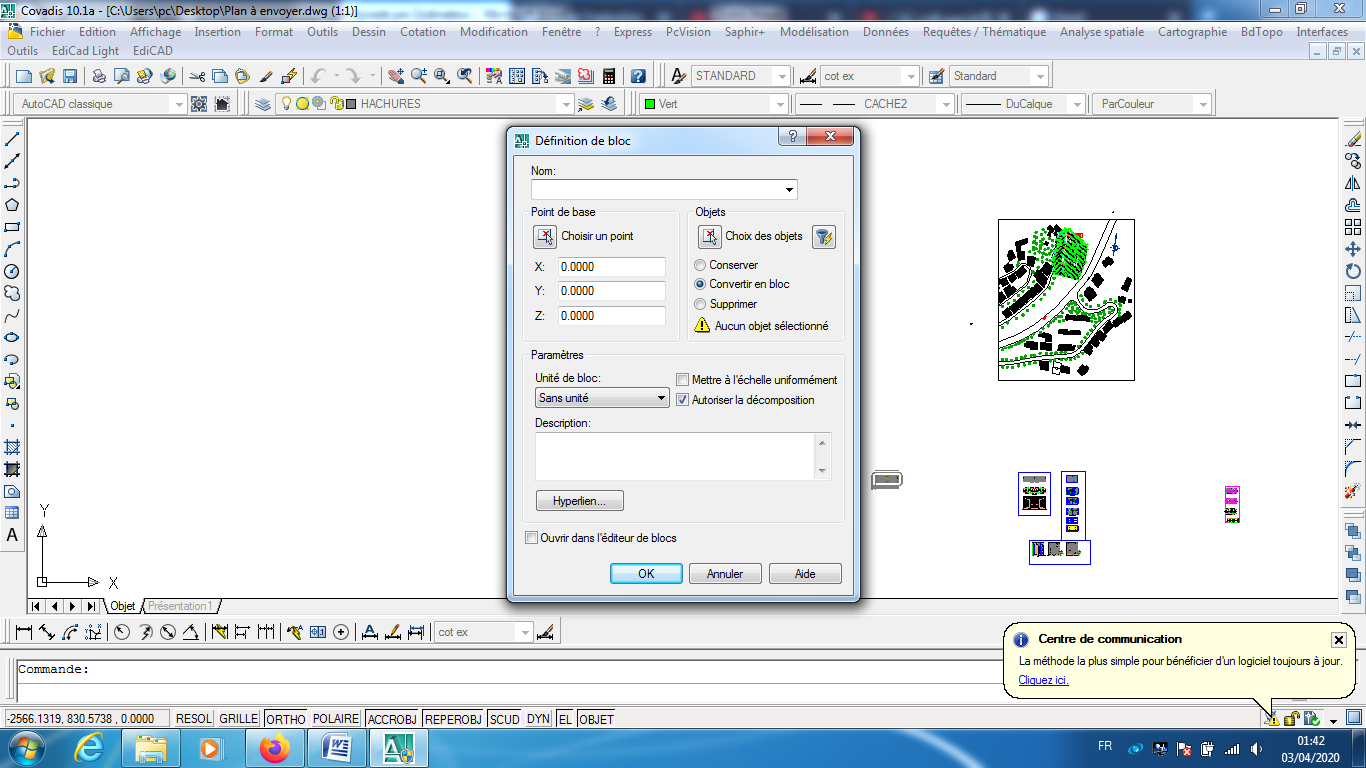 Covadis 10.1a - [C:\Users\pc\Desktop\Plan à envoyer.dwg (1:1)]
Fichier Edition Affichage Insertion Format Outils Dessin Cotation Modification Fenêtre ? Express PcVision Saphir+ Modélisation Données Requêtes / Thématique Analyse spatiale Cartographie BdTopo Interfaces
Outils EdiCad Light EdiCAD
STANDARD cot ex Standard
AutoCAD classique HACHURES Vert CACHE2 DuCalque ParCouleur
Définition de bloc
Nom:
Point de base
Choisir un point
X: 0.0000
Y: 0.0000
Z: 0.0000
Objets
Choix des objets
Conserver
Convertir en bloc
Supprimer
Aucun objet sélectionné
Paramètres
Unité de bloc:
Sans unité
Mettre à l'échelle uniformément
Autoriser la décomposition
Description:
Hyperlien...
Ouvrir dans l'éditeur de blocs
OK Annuler Aide
Y
X
Objet Présentation1
cot ex
Commande:
Centre de communication
La méthode la plus simple pour bénéficier d'un logiciel toujours à jour.
Cliquez ici.
-2566.1319, 830.5738 , 0.0000 RESOL GRILLE ORTHO POLAIRE ACCROBJ REPEROBJ SCUD DYN EL OBJET
FR
01:42
03/04/2020